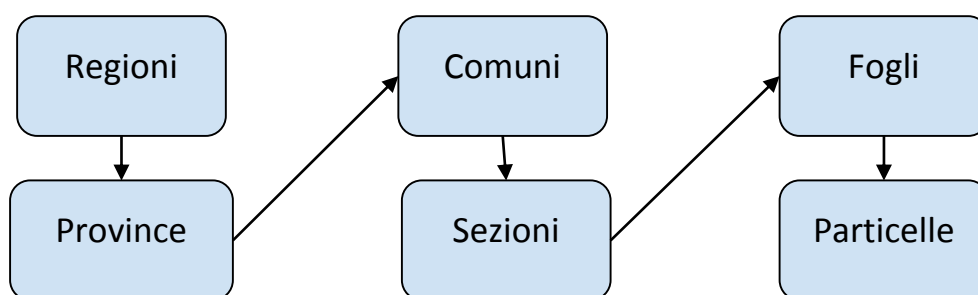 Regioni
Province
Comuni
Sezioni
Fogli
Particelle